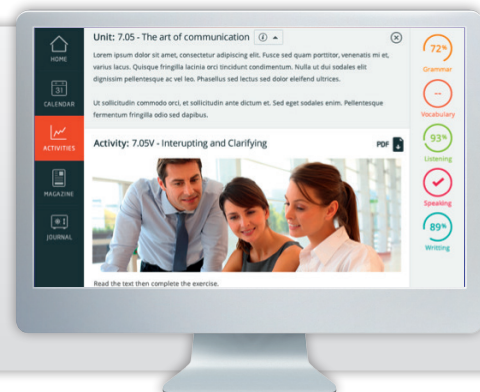 HOME
31
CALENDAR
ACTIVITIES
MAGAZINE
JOURNAL
Unit: 7.05 - The art of communication i
Lorem ipsum dolor sit amet, consectetur adipiscing elit. Fusce sed quam porttitor, venenatis mi et,
varius lacus. Quisque fringilla lacinia orci tincidunt condimentum. Nulla ut dui sodales elit
dignissim pellentesque ac vel leo. Phasellus sed lectus sed dolor eleifend ultrices.
Ut sollicitudin commodo orci, et sollicitudin ante dictum et. Sed eget sodales enim. Pellentesque
fermentum fringilla odio sed dapibus.
Activity: 7.05V - Interupting and Clarifying
PDF
Read the text then complete the exercise.
72%
Grammar
--
Vocabulary
93%
Listening
Speaking
89%
Writting